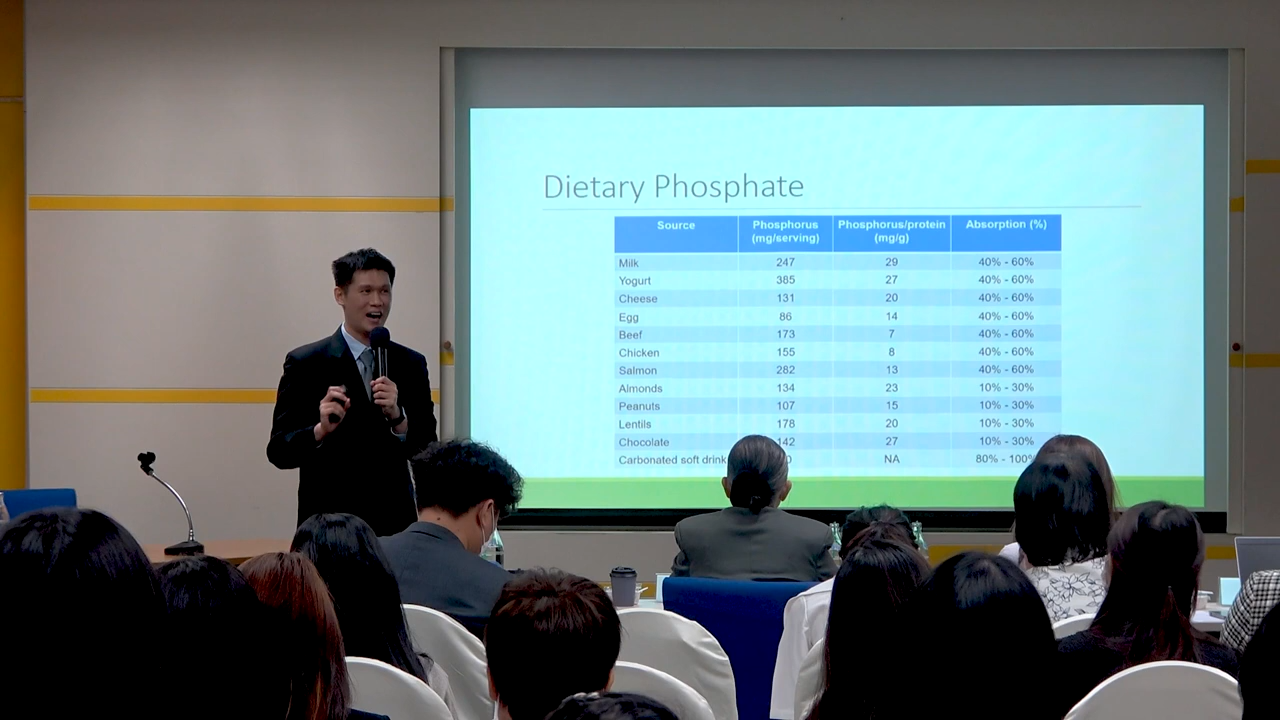 Dietary Phosphate
Source Phosphorus (mg/serving) Phosphorus/protein (mg/g) Absorption (%)
Milk 247 29 40% - 60%
Yogurt 385 27 40% - 60%
Cheese 131 20 40% - 60%
Egg 86 14 40% - 60%
Beef 173 7 40% - 60%
Chicken 155 8 40% - 60%
Salmon 282 13 40% - 60%
Almonds 134 23 10% - 30%
Peanuts 107 15 10% - 30%
Lentils 178 20 10% - 30%
Chocolate 142 27 10% - 30%
Carbonated soft drink NA 80% - 100%